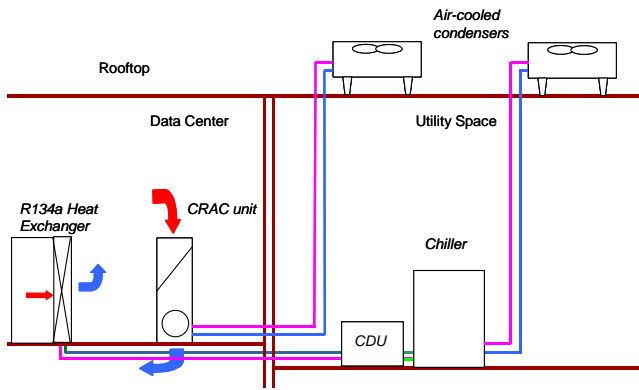 Air-cooled
condensers
Rooftop
Data Center
Utility Space
R134a Heat
Exchanger
CRAC unit
Chiller
CDU